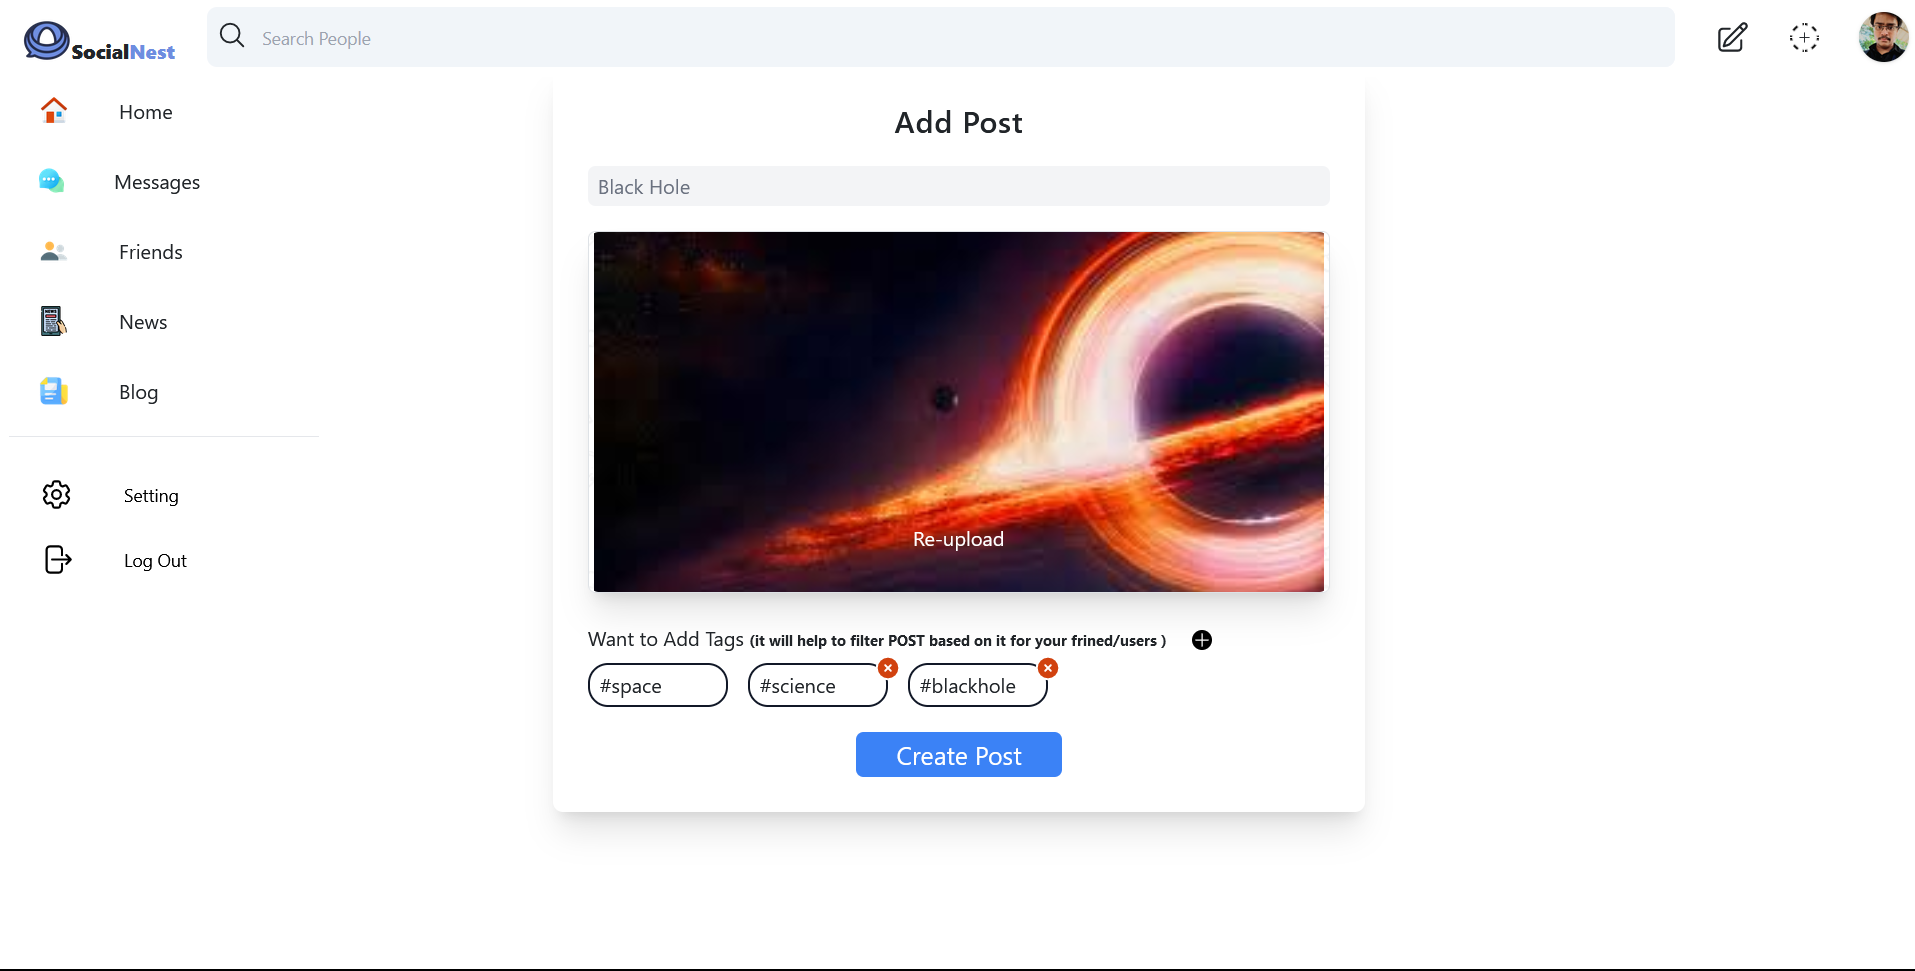 SocialNest
Search People
Home
Messages
Friends
News
Blog
Setting
Log Out
Add Post
Black Hole
Re-upload
Want to Add Tags (it will help to filter POST based on it for your frined/users )
#space
#science
#blackhole
Create Post